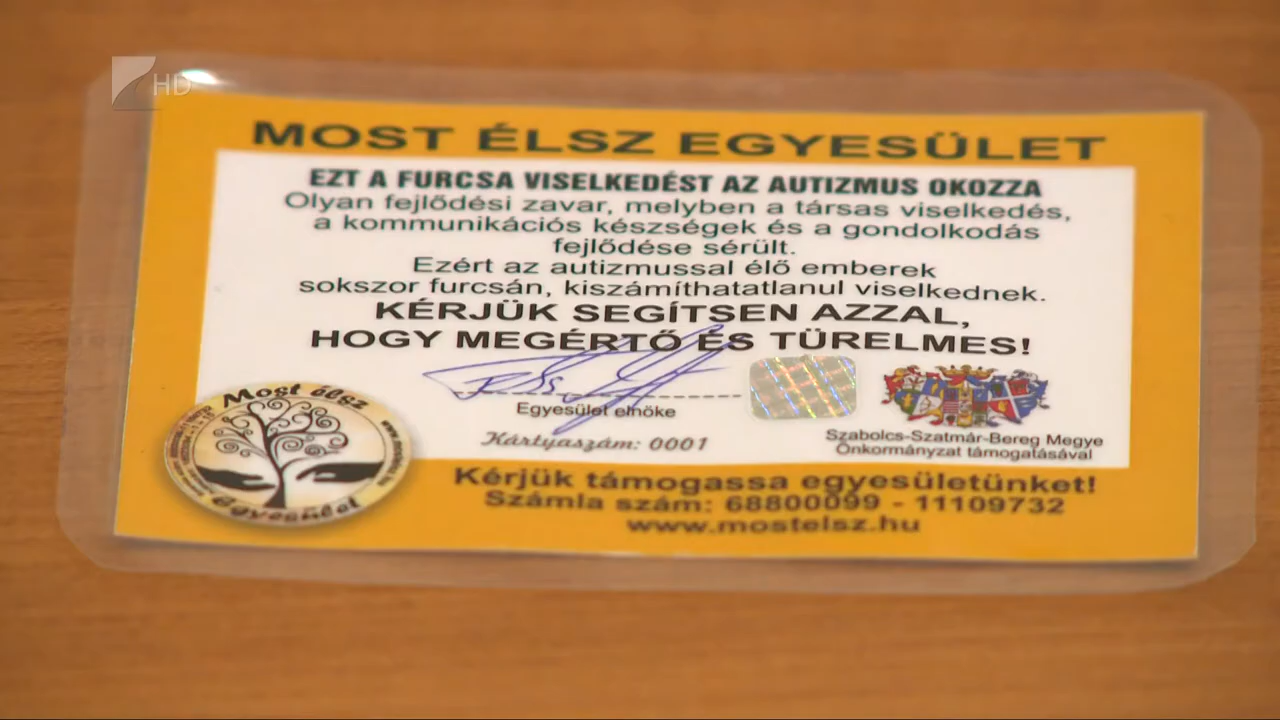 HD
MOST ÉLSZ EGYESÜLET
EZT A FURCSA VISELKEDÉST AZ AUTIZMUS OKOZZA
Olyan fejlődési zavar, melyben a társas viselkedés,
a kommunikációs készségek és a gondolkodás
fejlődése sérült.
Ezért az autizmussal élő emberek
sokszor furcsán, kiszámíthatatlanul viselkednek.
KÉRJÜK SEGÍTSEN AZZAL,
HOGY MEGÉRTŐ ÉS TÜRELMES!
Egyesület elnöke
Kártyaszám: 0001
Szabolcs-Szatmár-Bereg Megye
Önkormányzat támogatásával
Most élsz
egyesület
Kérjük támogassa egyesületünket!
Számla szám: 68800099 - 11109732
www.mostelsz.hu